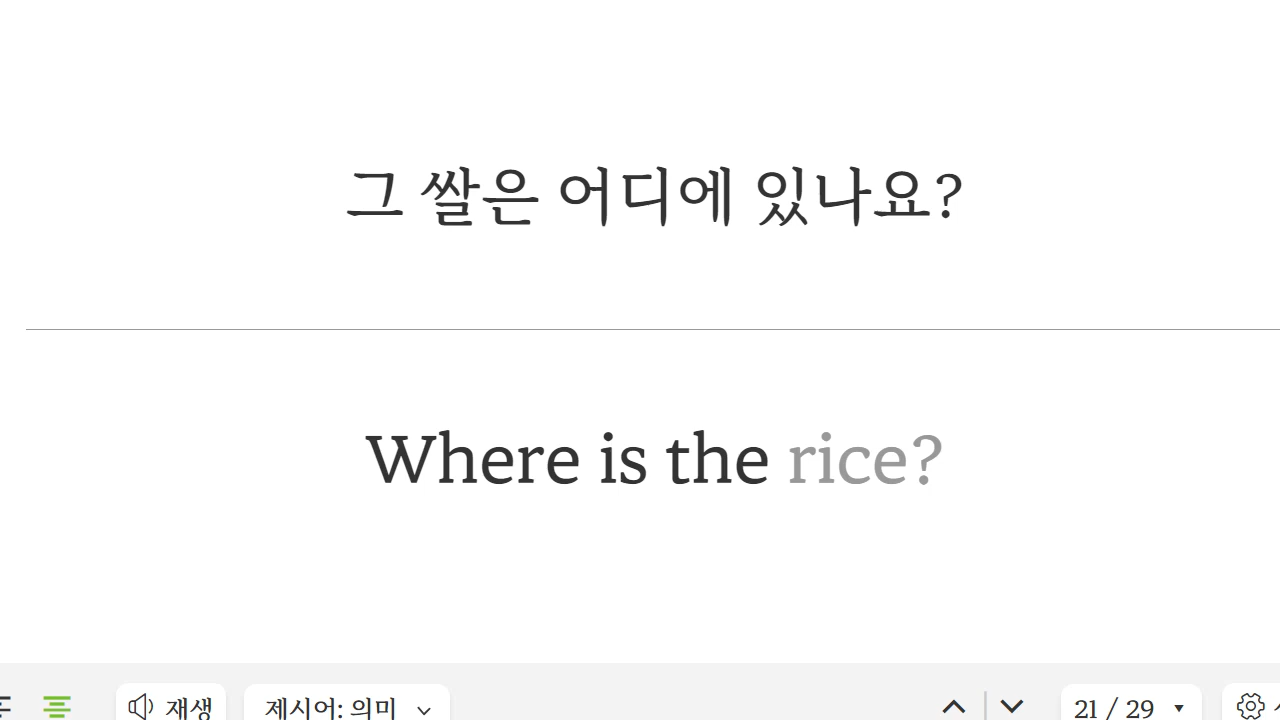 그 쌀은 어디에 있나요?
Where is the rice?
재생 제시어: 의미 21 / 29